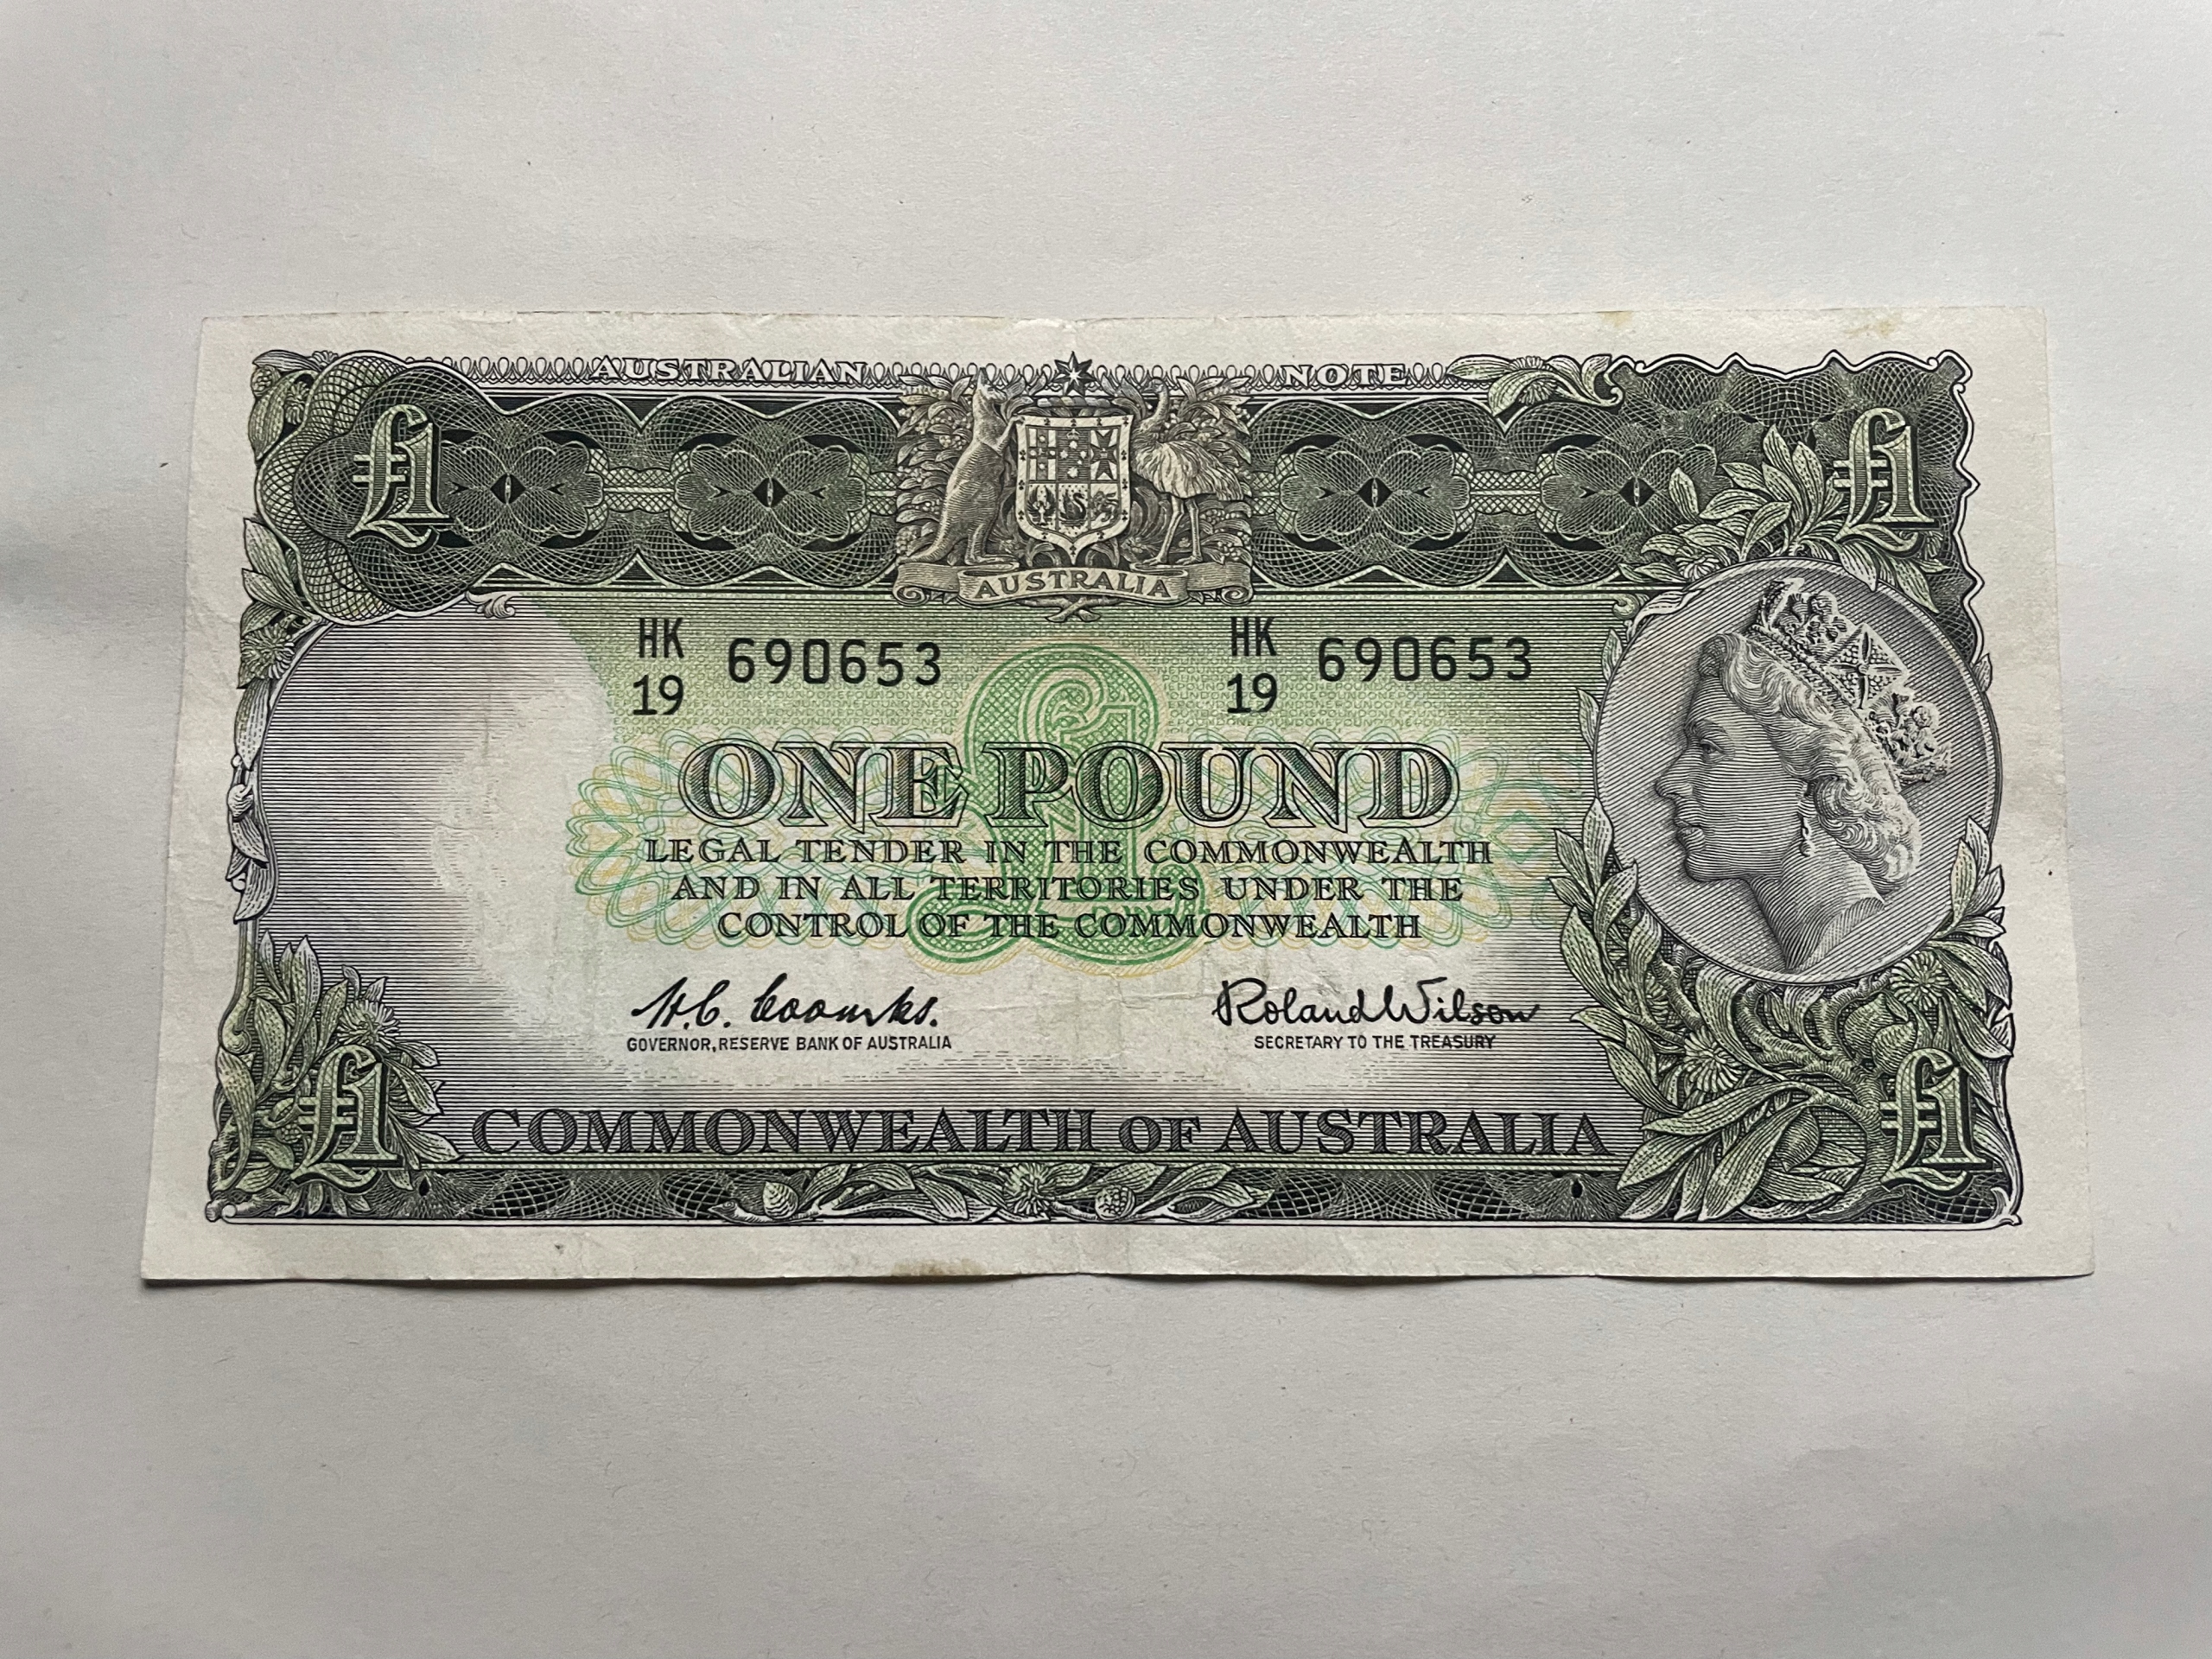 AUSTRALIAN NOTE
£1 £1
AUSTRALIA
HK 19 690653 HK 19 690653
ONE POUND
LEGAL TENDER IN THE COMMONWEALTH
AND IN ALL TERRITORIES UNDER THE
CONTROL OF THE COMMONWEALTH
H.C. Coombs. Roland Wilson
GOVERNOR, RESERVE BANK OF AUSTRALIA SECRETARY TO THE TREASURY
£1 COMMONWEALTH OF AUSTRALIA £1